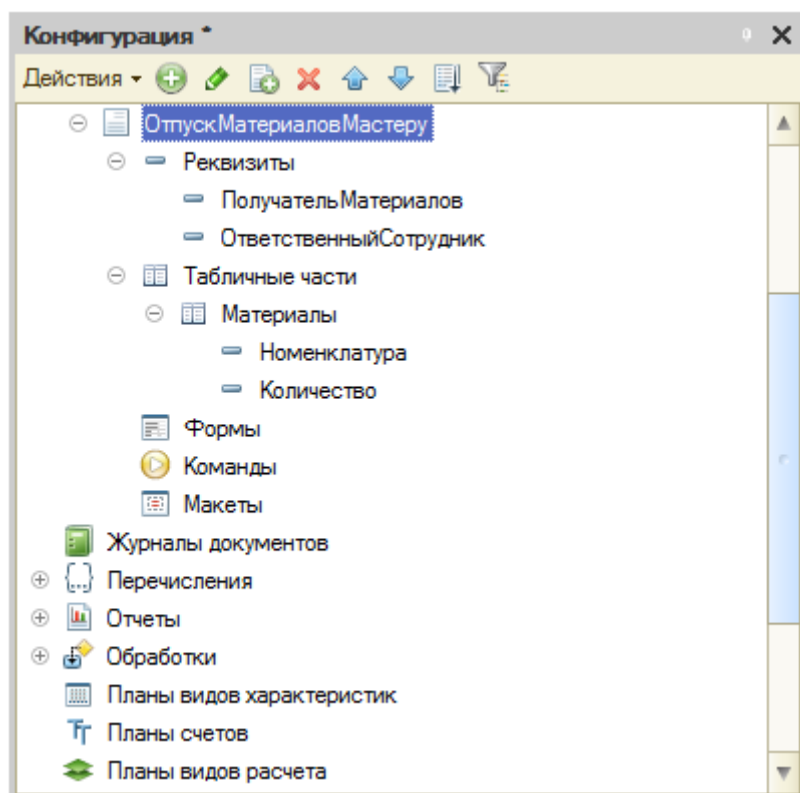 Конфигурация *
Действия
ОтпускМатериаловМастеру
Реквизиты
ПолучательМатериалов
ОтветственныйСотрудник
Табличные части
Материалы
Номенклатура
Количество
Формы
Команды
Макеты
Журналы документов
Перечисления
Отчеты
Обработки
Планы видов характеристик
Планы счетов
Планы видов расчета